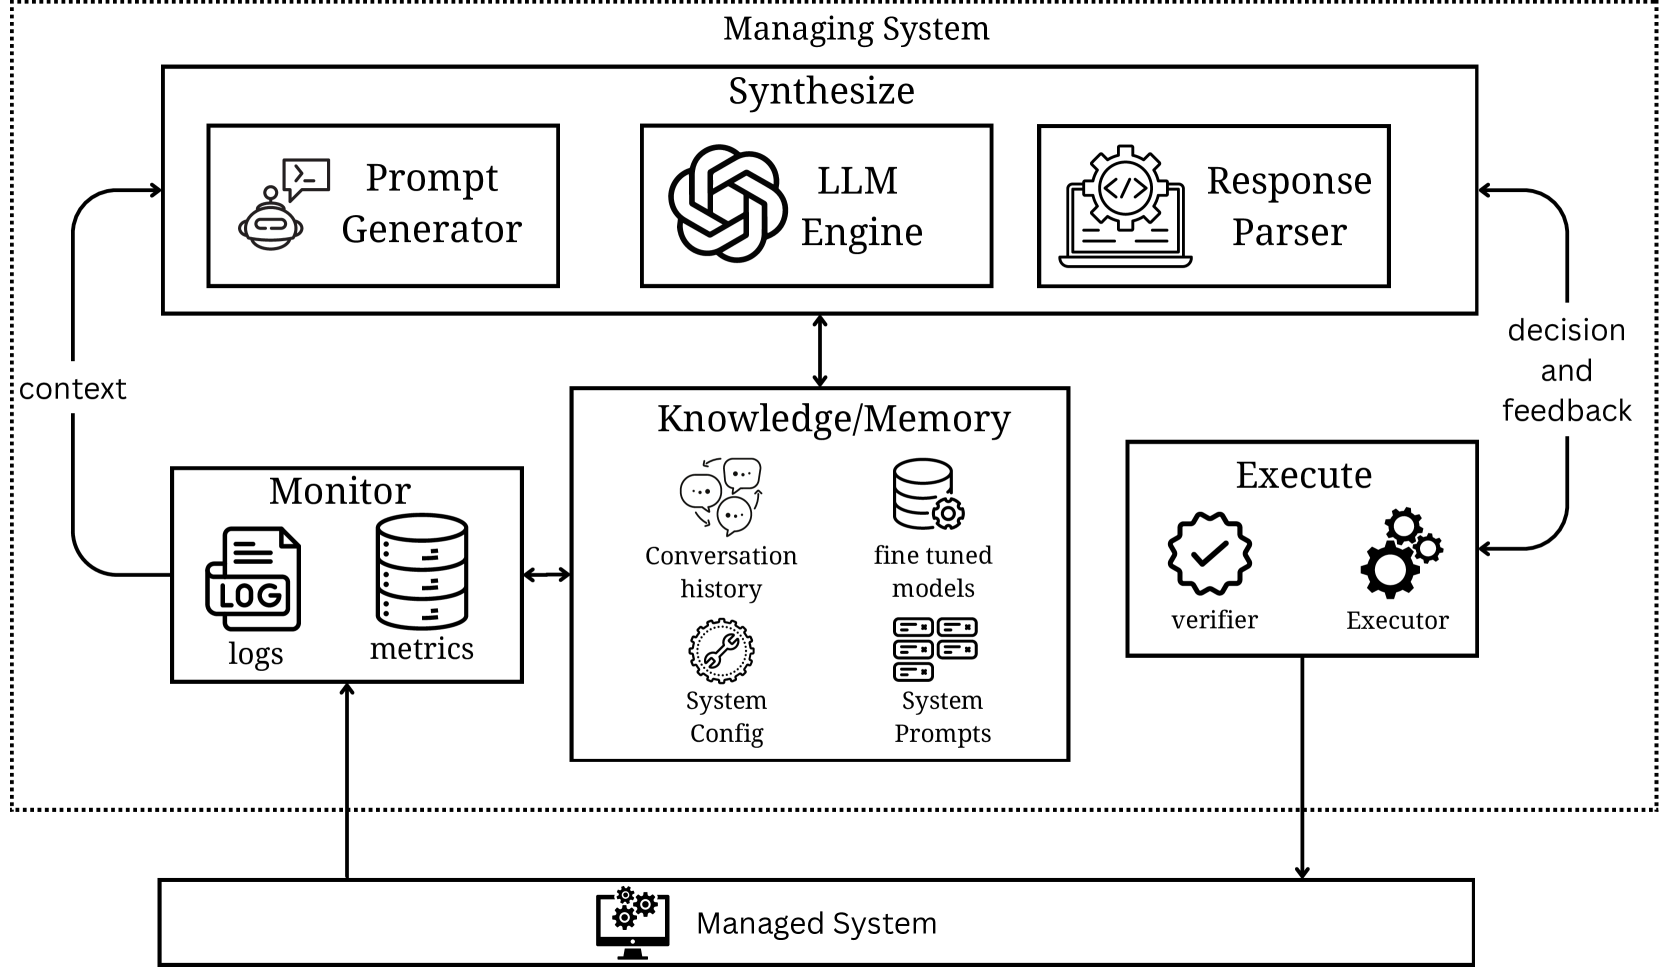 Managing System
Synthesize
Prompt
Generator
LLM
Engine
Response
Parser
context
decision
and
feedback
Knowledge/Memory
Conversation
history
fine tuned
models
System
Config
System
Prompts
Monitor
LOG
logs
metrics
Execute
verifier
Executor
Managed System